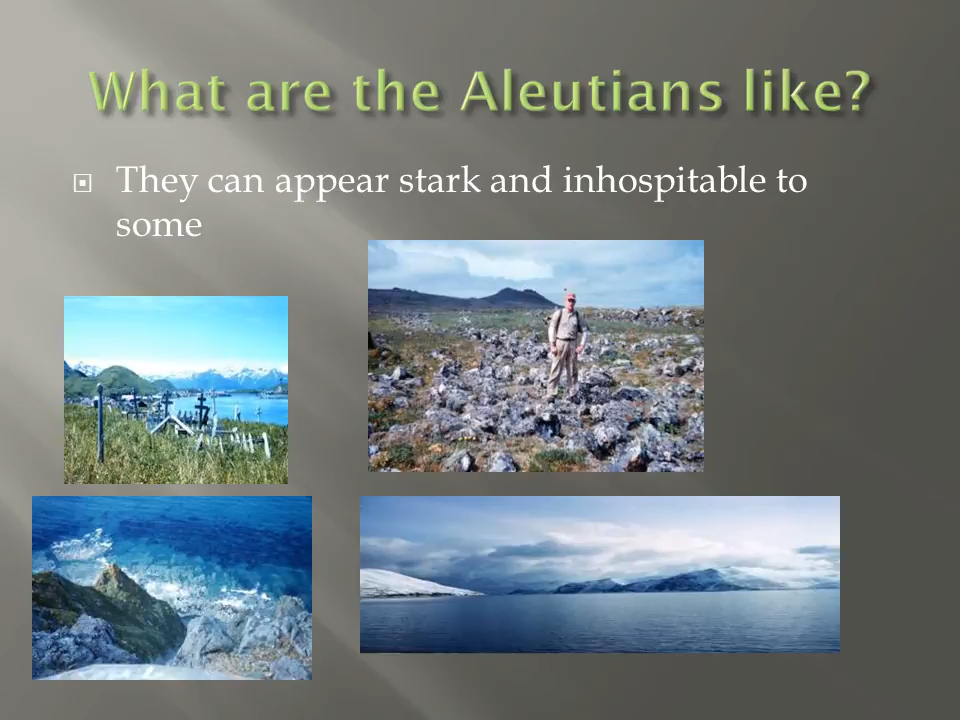 What are the Aleutians like?
They can appear stark and inhospitable to
some